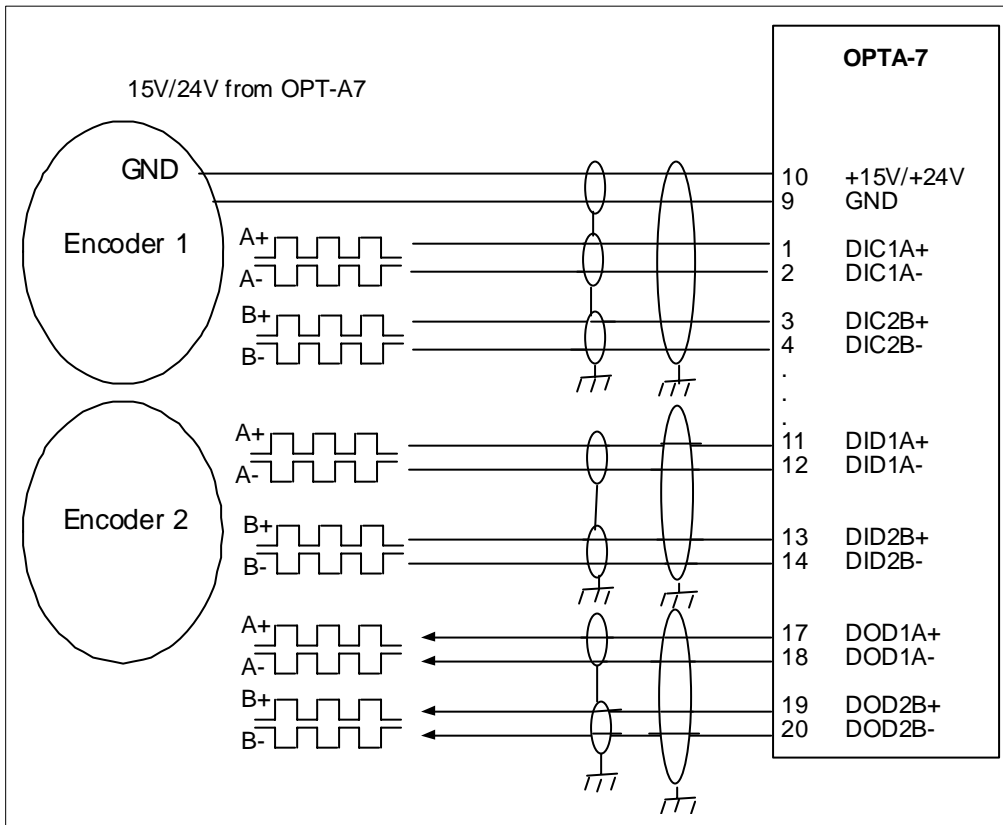 OPTA-7
15V/24V from OPT-A7
GND
10 +15V/+24V
9 GND
Encoder 1
A+
1 DIC1A+
A-
2 DIC1A-
B+
3 DIC2B+
B-
4 DIC2B-
.
.
.
A+
11 DID1A+
A-
12 DID1A-
Encoder 2
B+
13 DID2B+
B-
14 DID2B-
A+
17 DOD1A+
A-
18 DOD1A-
B+
19 DOD2B+
B-
20 DOD2B-